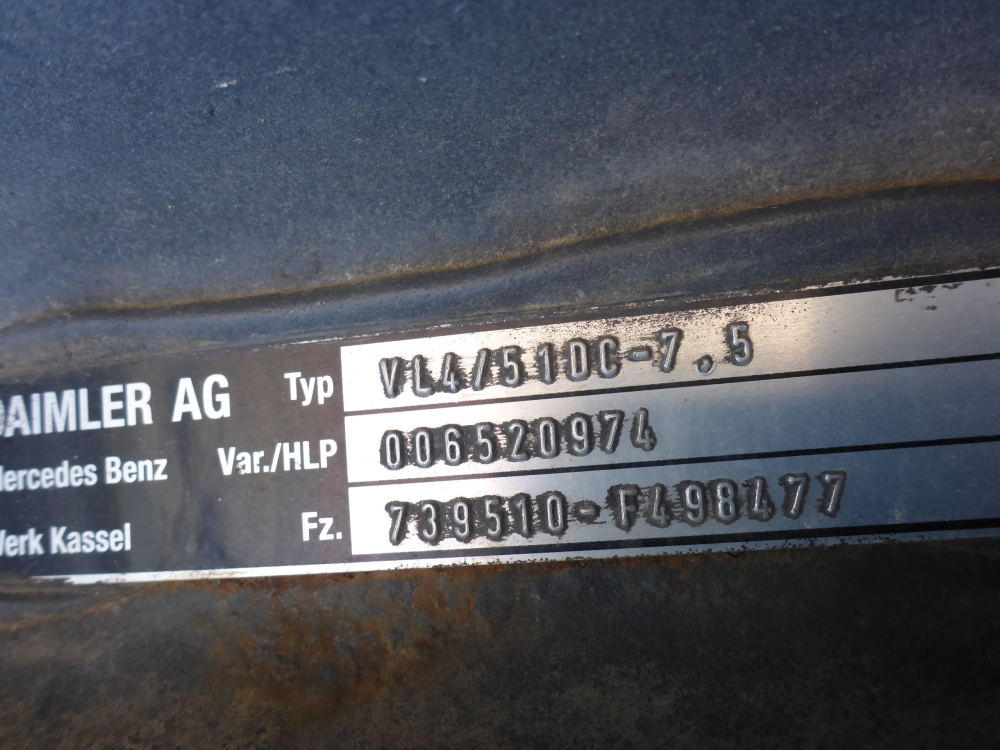 DAIMLER AG Typ VL4/51DC-7.5
Mercedes Benz Var./HLP 006520974
Werk Kassel Fz. 739510-F498477